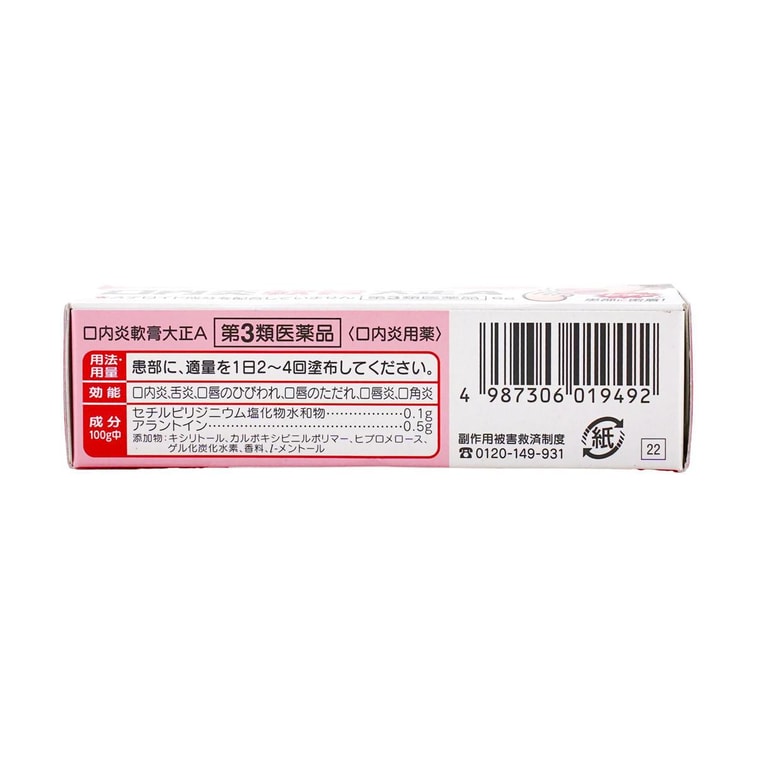 口内炎軟膏大正A 第3類医薬品 〈口内炎用薬〉
用法・用量 患部に、適量を1日2〜4回塗布してください。
効能 口内炎、舌炎、口唇のひびわれ、口唇のただれ、口唇炎、口角炎
成分 100g中
セチルピリジニウム塩化物水和物……………0.1g
アラントイン……………0.5g
添加物：キシリトール、カルボキシビニルポリマー、ヒプロメロース、
ゲル化炭化水素、香料、l-メントール
4 987306 019492
副作用被害救済制度
☎0120-149-931
紙
22